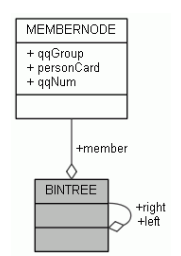 MEMBERNODE
+ qqGroup
+ personCard
+ qqNum
+member
BINTREE
+right
+left